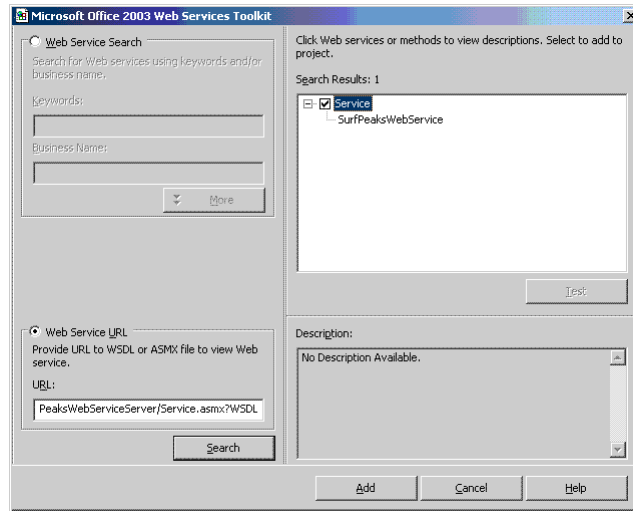 Microsoft Office 2003 Web Services Toolkit
Web Service Search
Search for Web services using keywords and/or
business name.
Keywords:
Business Name:
More
Web Service URL
Provide URL to WSDL or ASMX file to view Web
service.
URL:
PeaksWebServiceServer/Service.asmx?WSDL
Search
Click Web services or methods to view descriptions. Select to add to
project.
Search Results: 1
Service
SurfPeaksWebService
Test
Description:
No Description Available.
Add
Cancel
Help